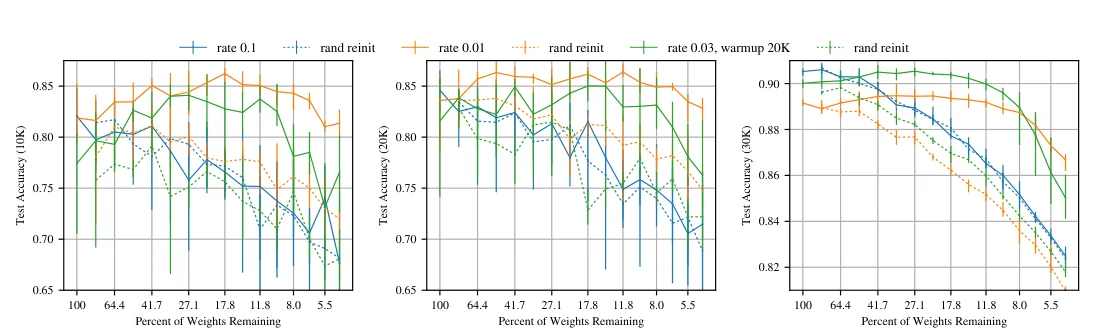 rate 0.1 rand reinit rate 0.01 rand reinit rate 0.03, warmup 20K rand reinit
Test Accuracy (10K)
0.85
0.80
0.75
0.70
0.65
100 64.4 41.7 27.1 17.8 11.8 8.0 5.5
Percent of Weights Remaining
Test Accuracy (20K)
0.85
0.80
0.75
0.70
0.65
100 64.4 41.7 27.1 17.8 11.8 8.0 5.5
Percent of Weights Remaining
Test Accuracy (30K)
0.90
0.88
0.86
0.84
0.82
100 64.4 41.7 27.1 17.8 11.8 8.0 5.5
Percent of Weights Remaining